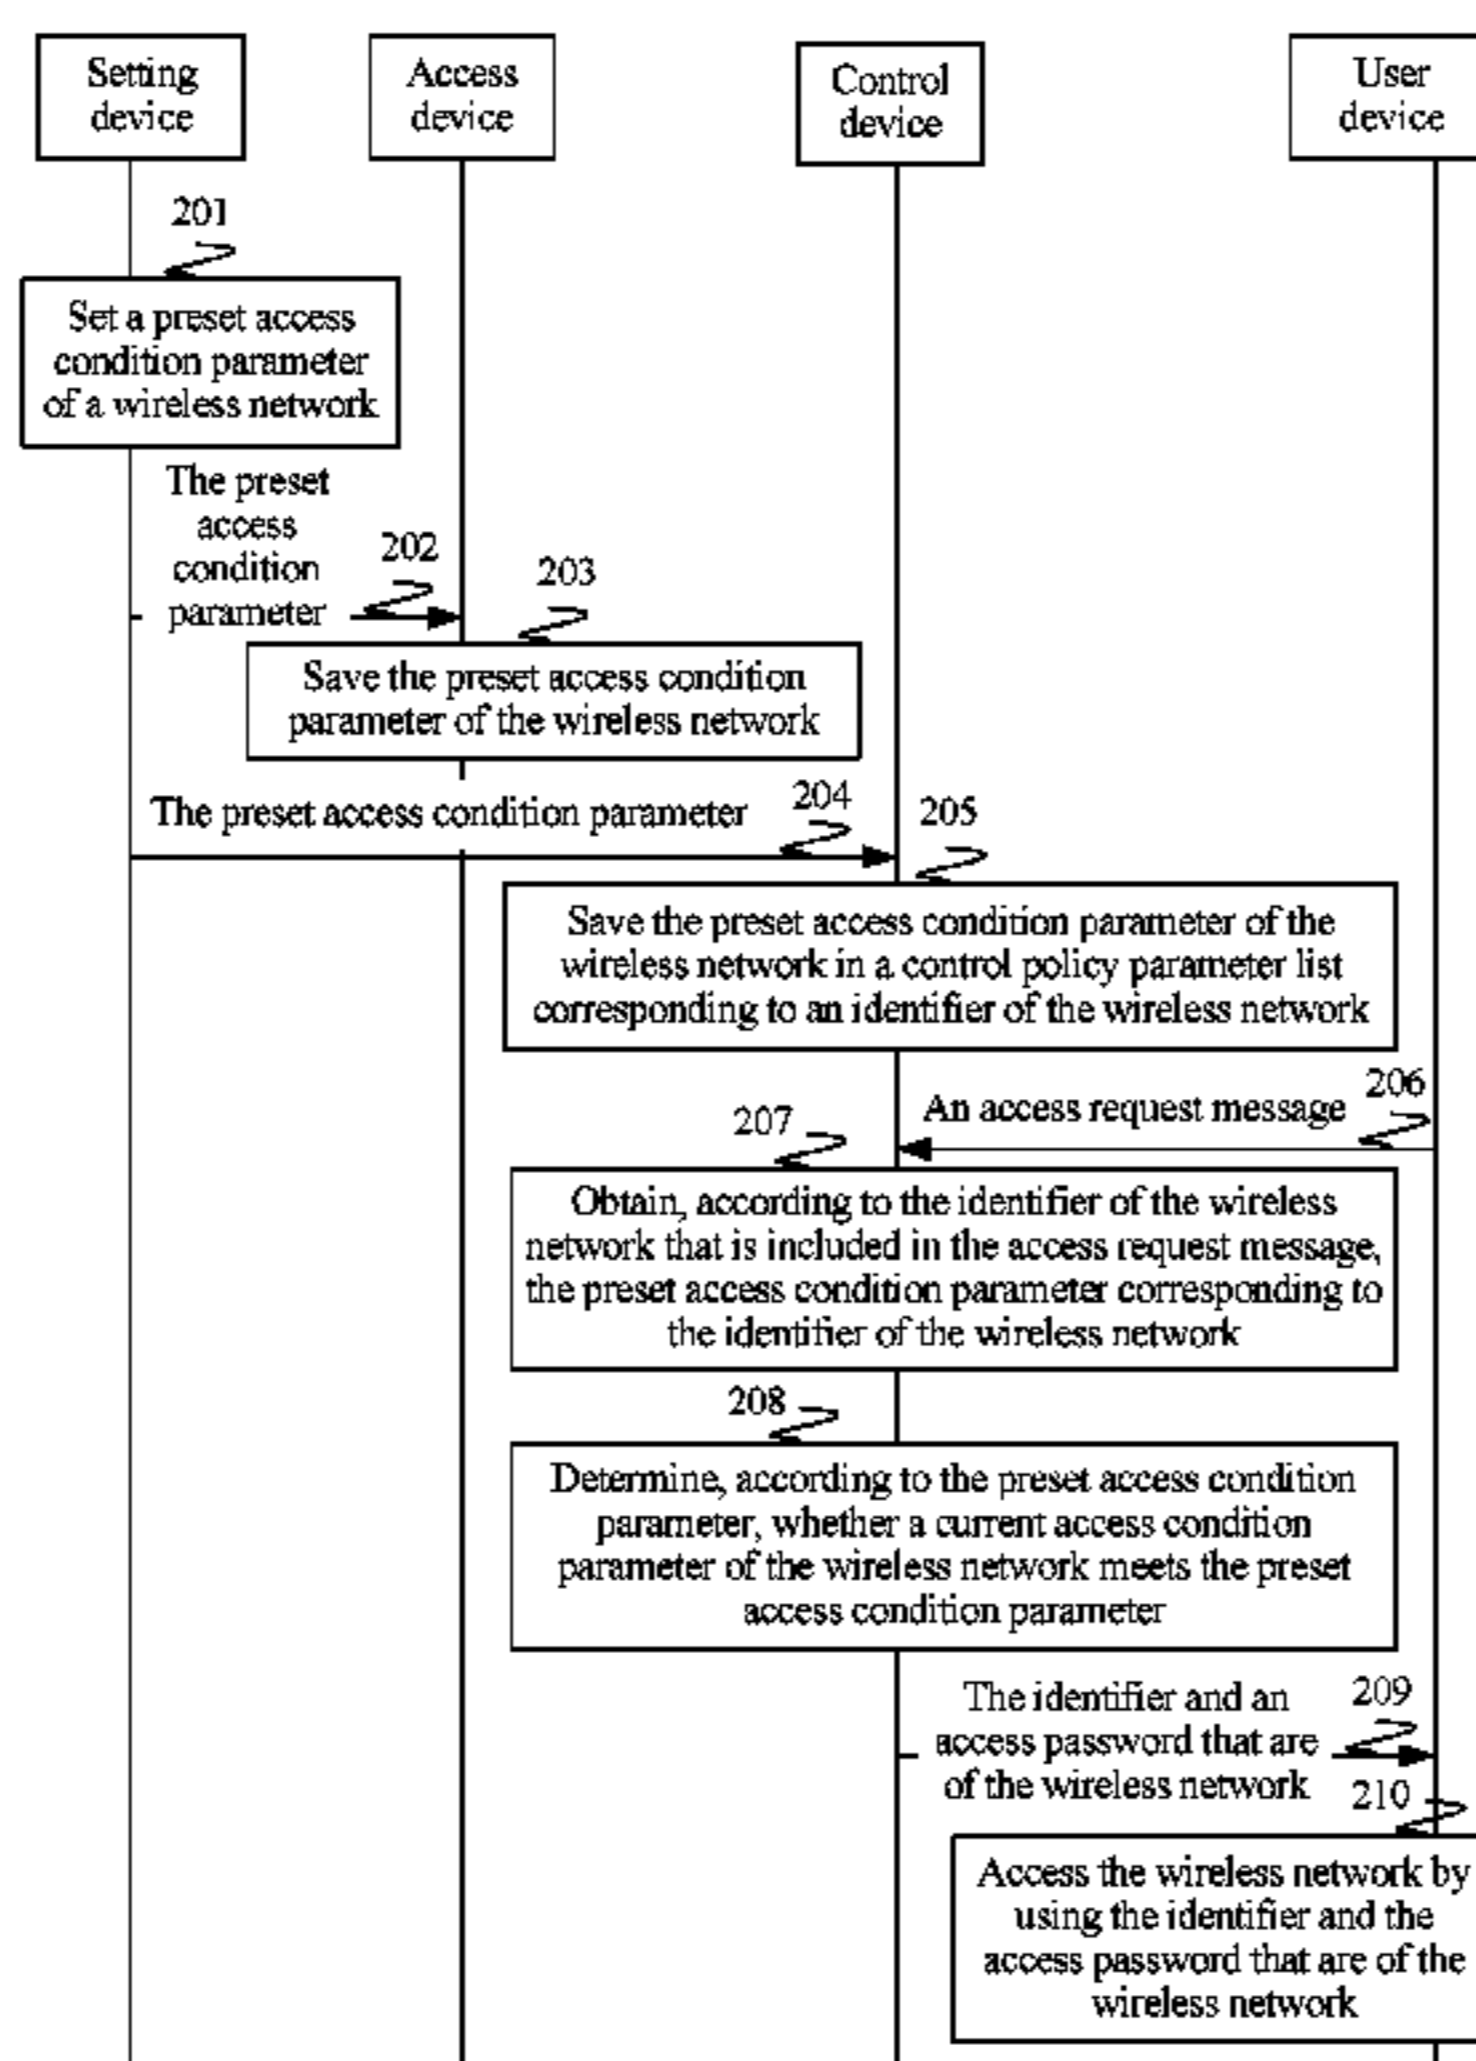 Setting
device
Access
device
Control
device
User
device
201
Set a preset access
condition parameter
of a wireless network
The preset
access
condition
parameter
202
203
Save the preset access condition
parameter of the wireless network
The preset access condition parameter
204
205
Save the preset access condition parameter of the
wireless network in a control policy parameter list
corresponding to an identifier of the wireless network
An access request message
206
207
Obtain, according to the identifier of the wireless
network that is included in the access request message,
the preset access condition parameter corresponding to
the identifier of the wireless network
208
Determine, according to the preset access condition
parameter, whether a current access condition
parameter of the wireless network meets the preset
access condition parameter
The identifier and an
access password that are
of the wireless network
209
210
Access the wireless network by
using the identifier and the
access password that are of the
wireless network